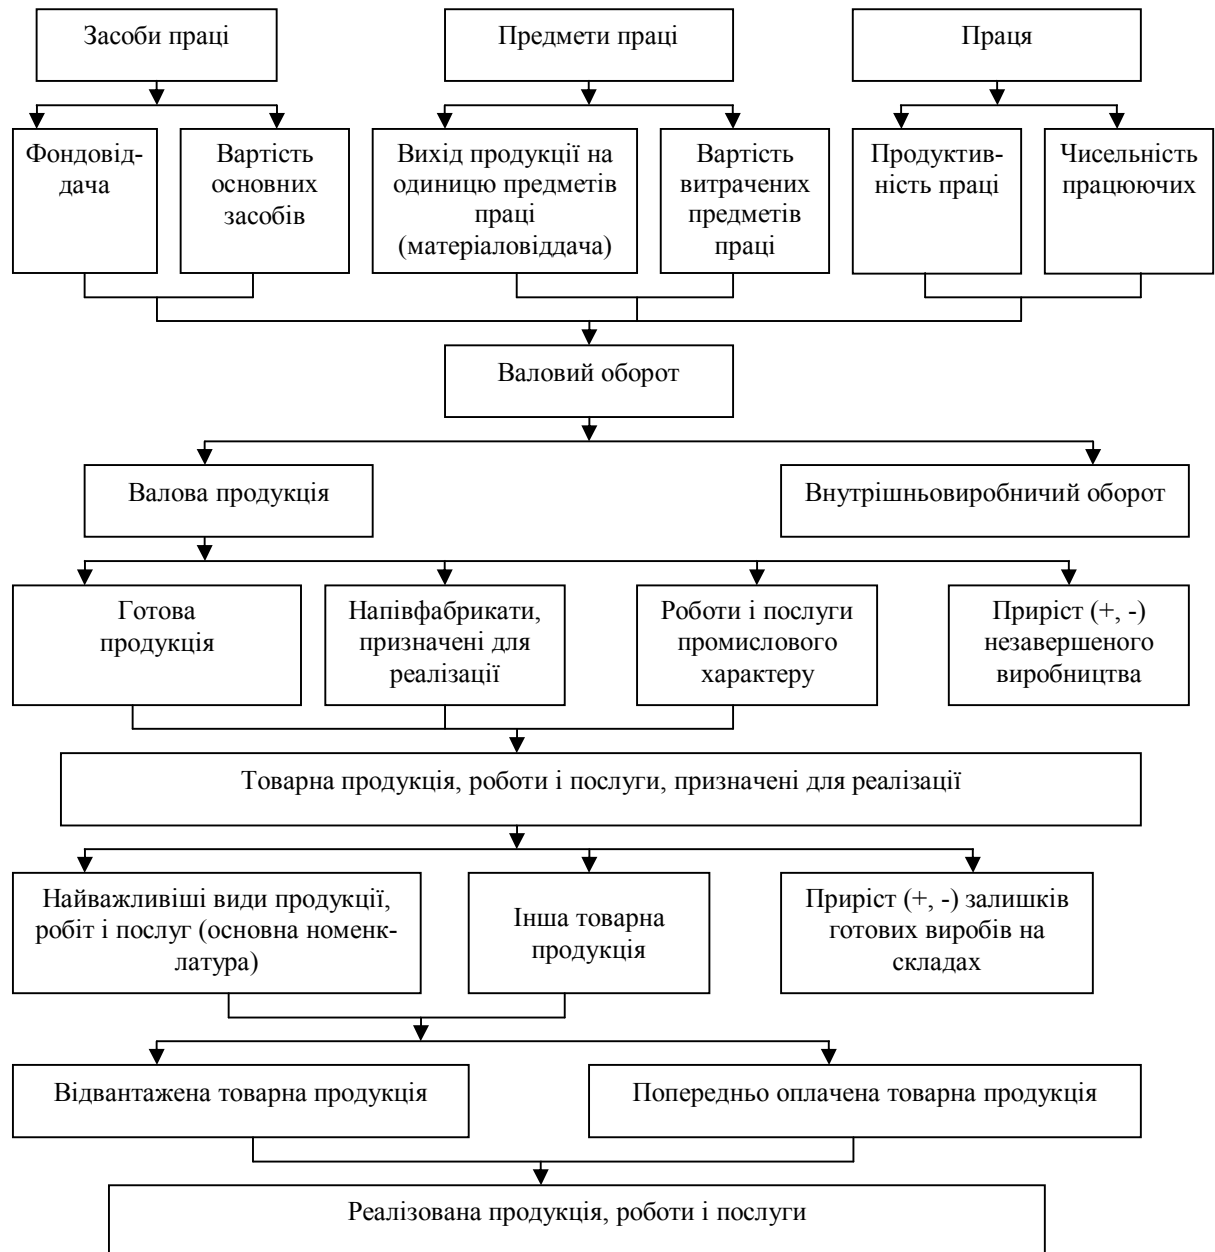 Засоби праці
Предмети праці
Праця
Фондовід-
дача
Вартість
основних
засобів
Вихід продукції на
одиницю предметів
праці
(матеріаловіддача)
Вартість
витрачених
предметів
праці
Продуктив-
ність праці
Чисельність
працюючих
Валовий оборот
Валова продукція
Внутрішньовиробничий оборот
Готова
продукція
Напівфабрикати,
призначені для
реалізації
Роботи і послуги
промислового
характеру
Приріст (+, -)
незавершеного
виробництва
Товарна продукція, роботи і послуги, призначені для реалізації
Найважливіші види продукції,
робіт і послуг (основна номенк-
латура)
Інша товарна
продукція
Приріст (+, -) залишків
готових виробів на
складах
Відвантажена товарна продукція
Попередньо оплачена товарна продукція
Реалізована продукція, роботи і послуги